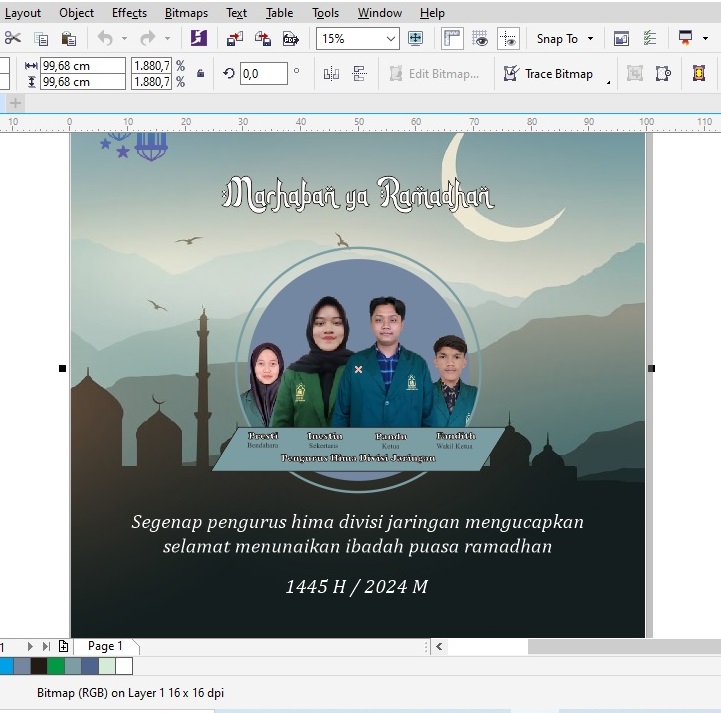 Layout Object Effects Bitmaps Text Table Tools Window Help
15% Snap To
99,68 cm 1.880,7 %
99,68 cm 1.880,7 %
0,0 ° Edit Bitmap... Trace Bitmap
10 0 10 20 30 40 50 60 70 80 90 100 110
Marhaban ya Ramadhan
Presti Inestin Pandu Fandith
Bendahara Sekretaris Ketua Wakil Ketua
Pengurus Hima Divisi Jaringan
Segenap pengurus hima divisi jaringan mengucapkan
selamat menunaikan ibadah puasa ramadhan
1445 H / 2024 M
1 Page 1
Bitmap (RGB) on Layer 1 16 x 16 dpi